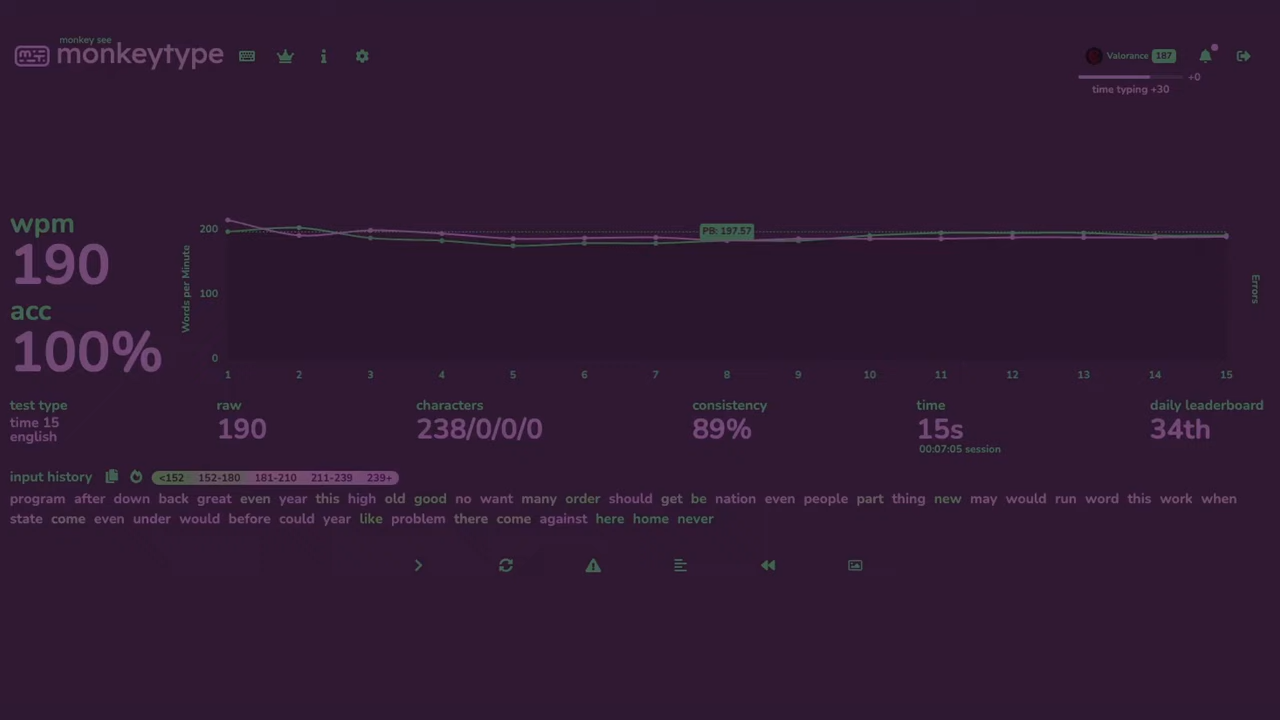 monkey see
monkeytype
Valorance 187
+0
time typing +30
wpm
190
acc
100%
Words per Minute
200
100
0
PB: 197.57
Errors
1 2 3 4 5 6 7 8 9 10 11 12 13 14 15
test type
time 15
english
raw
190
characters
238/0/0/0
consistency
89%
time
15s
00:07:05 session
daily leaderboard
34th
input history <152 152-180 181-210 211-239 239+
program after down back great even year this high old good no want many order should get be nation even people part thing new may would run word this work when
state come even under would before could year like problem there come against here home never